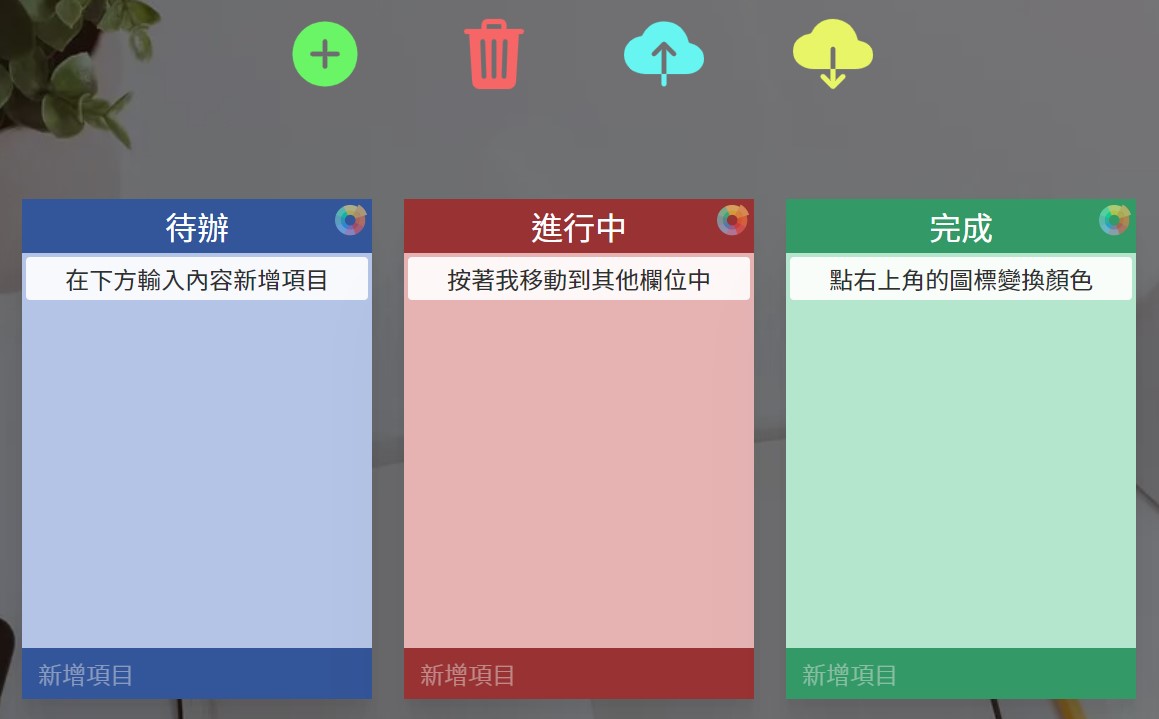 待辦
進行中
完成
在下方輸入內容新增項目
按著我移動到其他欄位中
點右上角的圖標變換顏色
新增項目
新增項目
新增項目